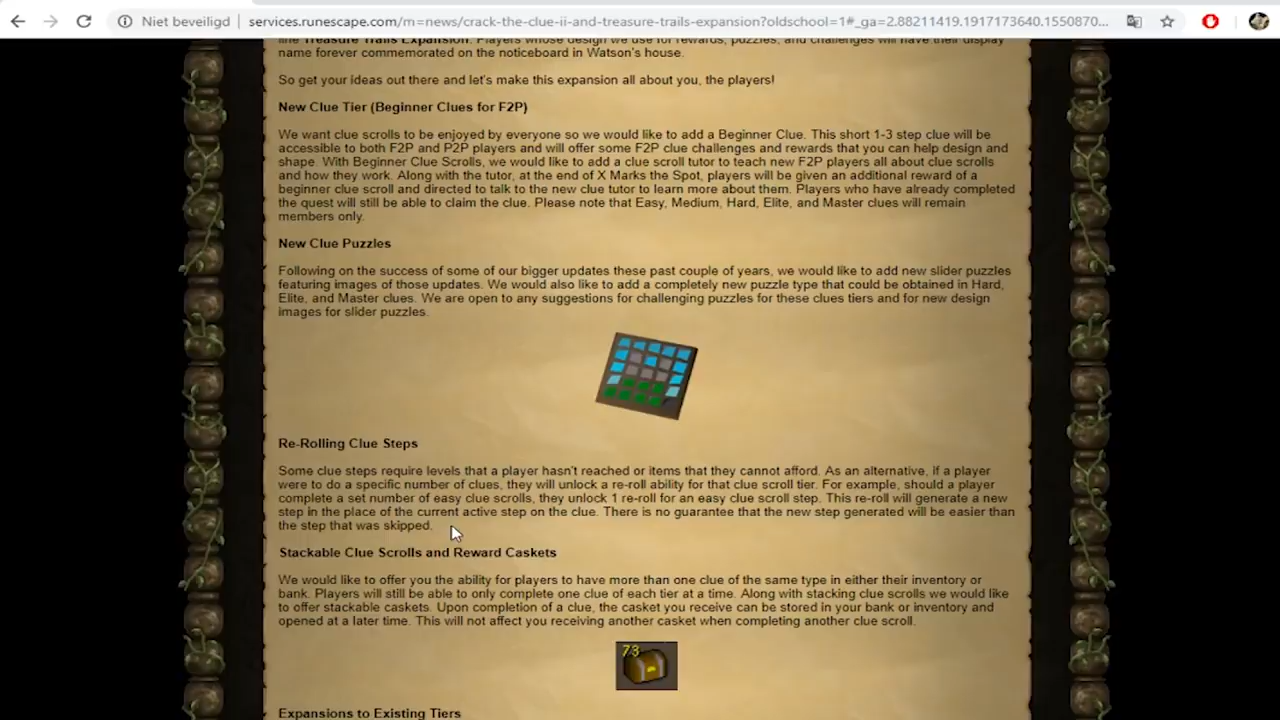 Niet beveiligd
services.runescape.com/m=news/crack-the-clue-ii-and-treasure-trails-expansion?oldschool=1#_ga=2.88211419.1917173640.1550870...
the Treasure Trails Expansion. Players whose design we use for rewards, puzzles, and challenges will have their display
name forever commemorated on the noticeboard in Watson's house.
So get your ideas out there and let's make this expansion all about you, the players!
New Clue Tier (Beginner Clues for F2P)
We want clue scrolls to be enjoyed by everyone so we would like to add a Beginner Clue. This short 1-3 step clue will be
accessible to both F2P and P2P players and will offer some F2P clue challenges and rewards that you can help design and
shape. With Beginner Clue Scrolls, we would like to add a clue scroll tutor to teach new F2P players all about clue scrolls
and how they work. Along with the tutor, at the end of X Marks the Spot, players will be given an additional reward of a
beginner clue scroll and directed to talk to the new clue tutor to learn more about them. Players who have already completed
the quest will still be able to claim the clue. Please note that Easy, Medium, Hard, Elite, and Master clues will remain
members only.
New Clue Puzzles
Following on the success of some of our bigger updates these past couple of years, we would like to add new slider puzzles
featuring images of those updates. We would also like to add a completely new puzzle type that could be obtained in Hard,
Elite, and Master clues. We are open to any suggestions for challenging puzzles for these clues tiers and for new design
images for slider puzzles.
Re-Rolling Clue Steps
Some clue steps require levels that a player hasn't reached or items that they cannot afford. As an alternative, if a player
were to do a specific number of clues, they will unlock a re-roll ability for that clue scroll tier. For example, should a player
complete a set number of easy clue scrolls, they unlock 1 re-roll for an easy clue scroll step. This re-roll will generate a new
step in the place of the current active step on the clue. There is no guarantee that the new step generated will be easier than
the step that was skipped.
Stackable Clue Scrolls and Reward Caskets
We would like to offer you the ability for players to have more than one clue of the same type in either their inventory or
bank. Players will still be able to only complete one clue of each tier at a time. Along with stacking clue scrolls we would like
to offer stackable caskets. Upon completion of a clue, the casket you receive can be stored in your bank or inventory and
opened at a later time. This will not affect you receiving another casket when completing another clue scroll.
73
Expansions to Existing Tiers